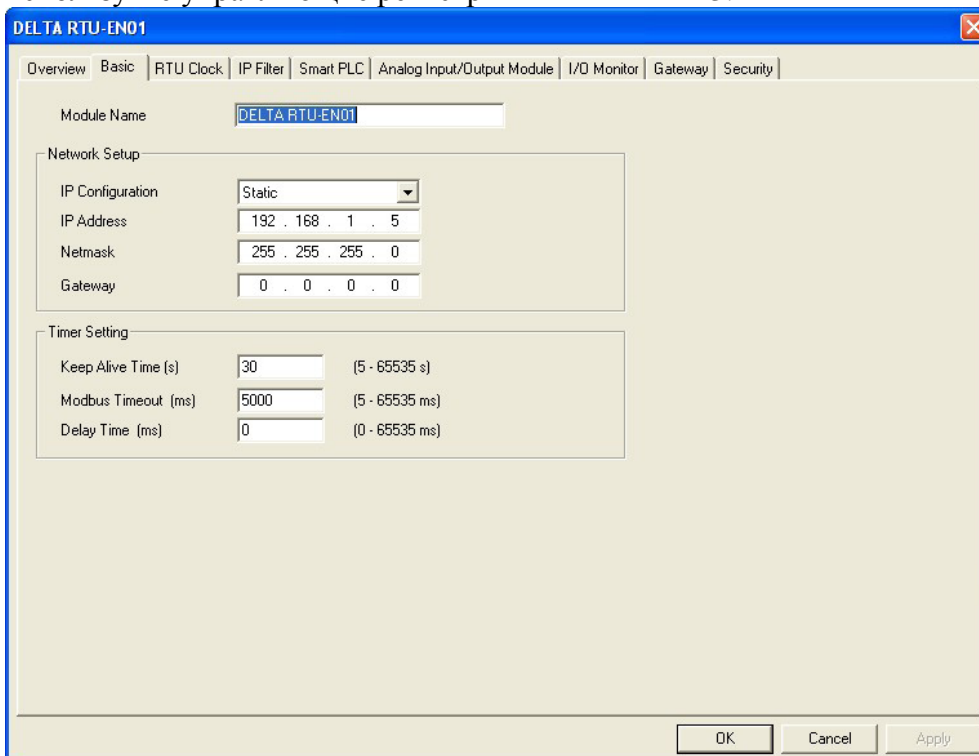 DELTA RTU-EN01
Overview Basic RTU Clock IP Filter Smart PLC Analog Input/Output Module I/O Monitor Gateway Security
Module Name DELTA RTU-EN01
Network Setup
IP Configuration Static
IP Address 192 . 168 . 1 . 5
Netmask 255 . 255 . 255 . 0
Gateway 0 . 0 . 0 . 0
Timer Setting
Keep Alive Time (s) 30 (5 - 65535 s)
Modbus Timeout (ms) 5000 (5 - 65535 ms)
Delay Time (ms) 0 (0 - 65535 ms)
OK Cancel Apply